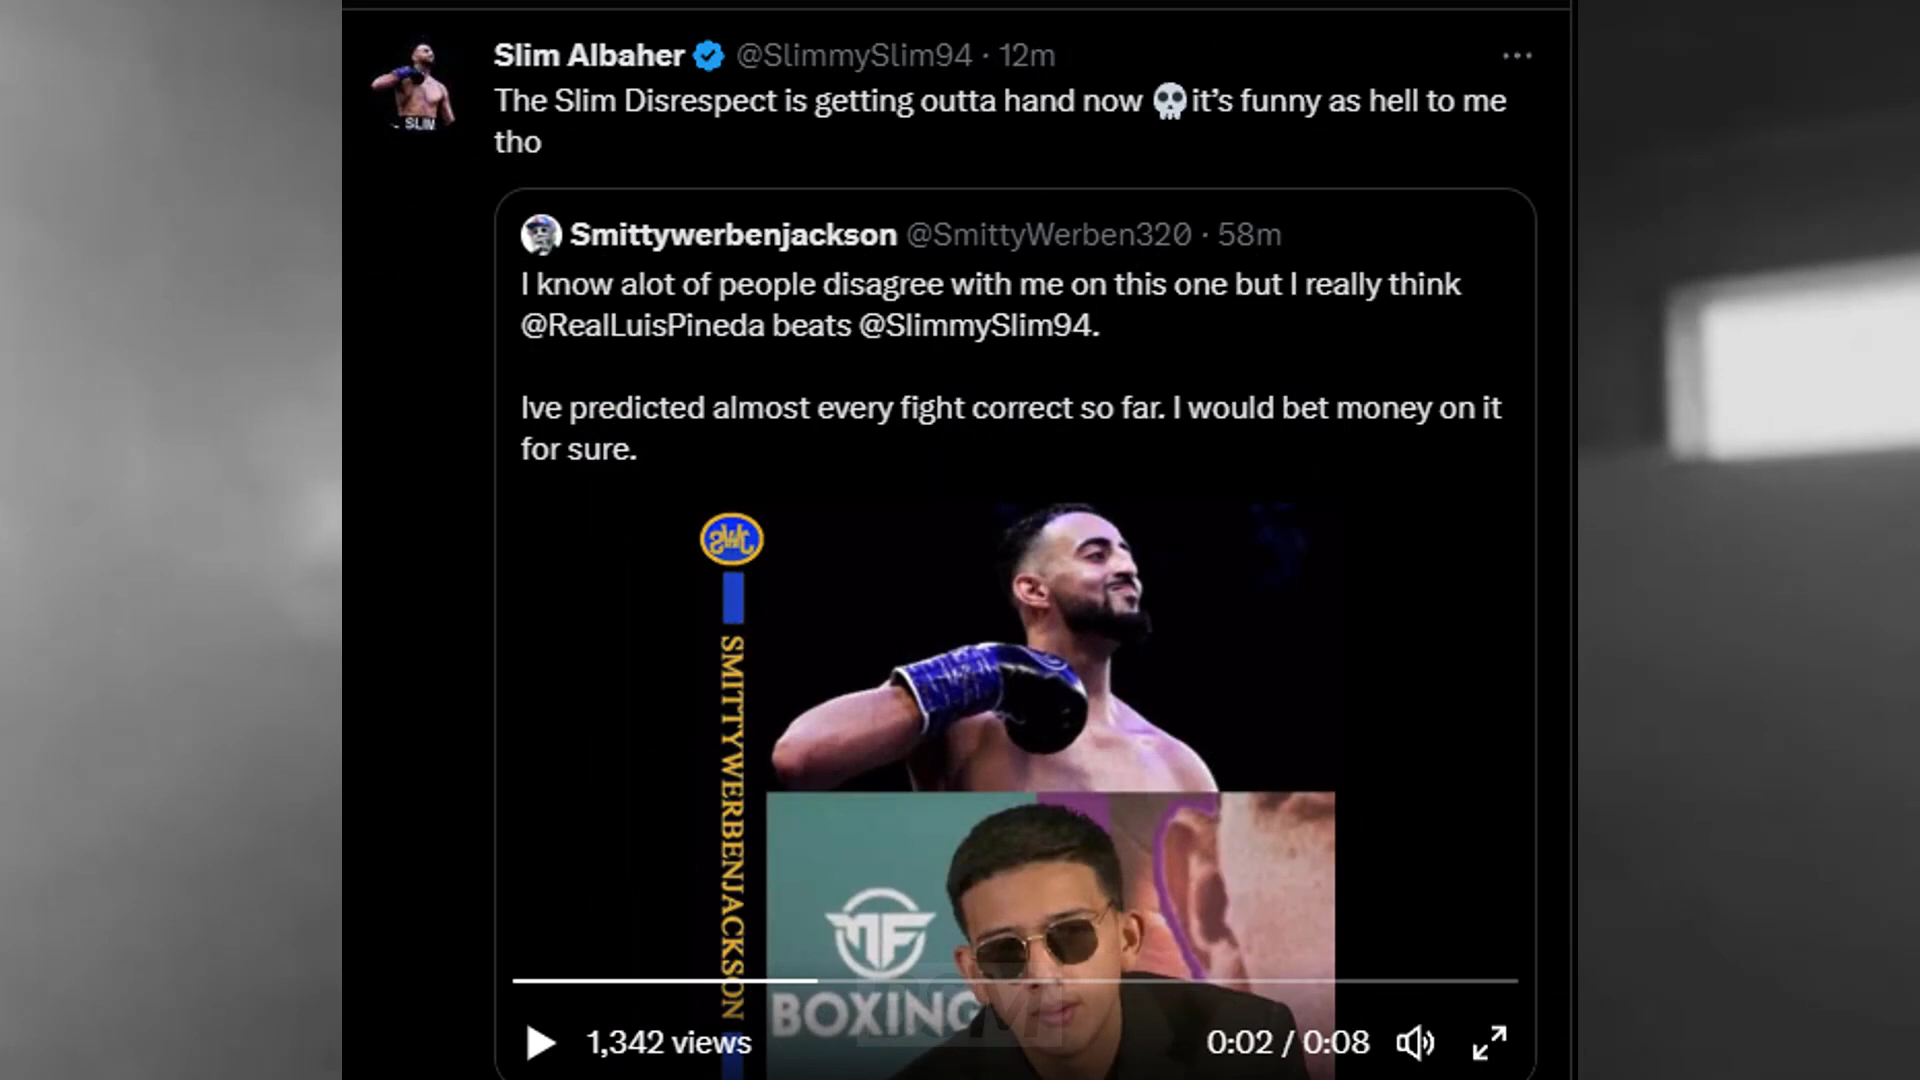 Slim Albaher @SlimmySlim94 · 12m
The Slim Disrespect is getting outta hand now 💀it's funny as hell to me
tho
SLIM
Smittywerbenjackson @SmittyWerben320 · 58m
I know alot of people disagree with me on this one but I really think
@RealLuisPineda beats @SlimmySlim94.
Ive predicted almost every fight correct so far. I would bet money on it
for sure.
SMITTYWERBENJACKSON
MF
BOXING
1,342 views
0:02 / 0:08